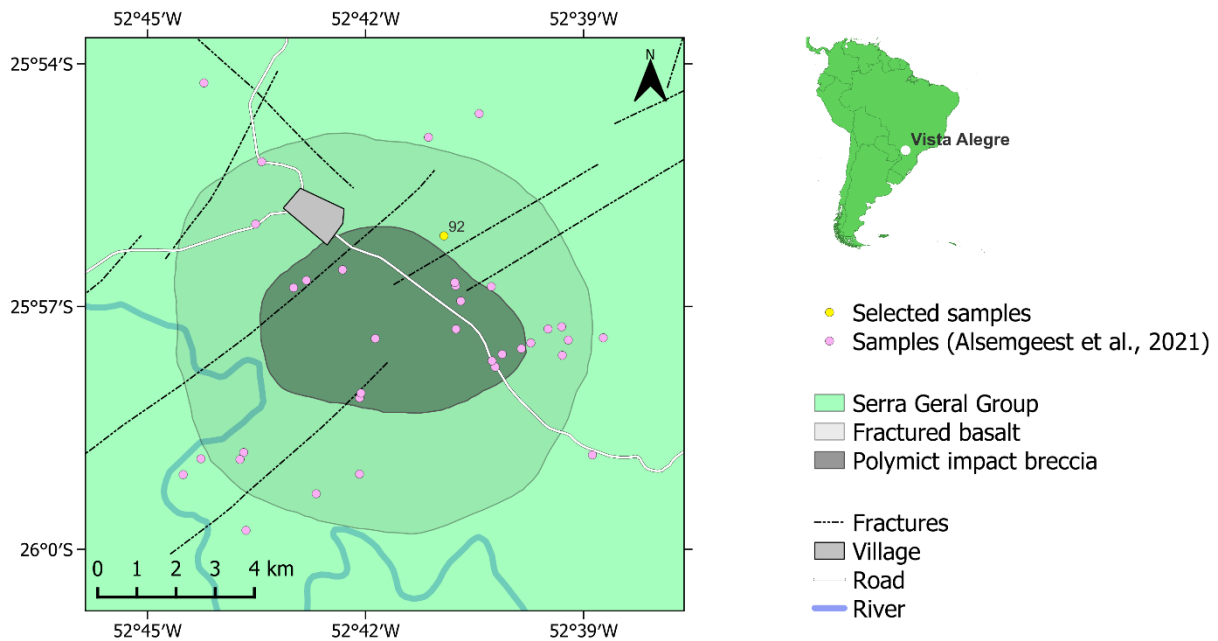 52°45'W 52°42'W 52°39'W
25°54'S
25°57'S
26°0'S
N
92
0 1 2 3 4 km
52°45'W 52°42'W 52°39'W
Vista Alegre
Selected samples
Samples (Alsemgeest et al., 2021)
Serra Geral Group
Fractured basalt
Polymict impact breccia
Fractures
Village
Road
River